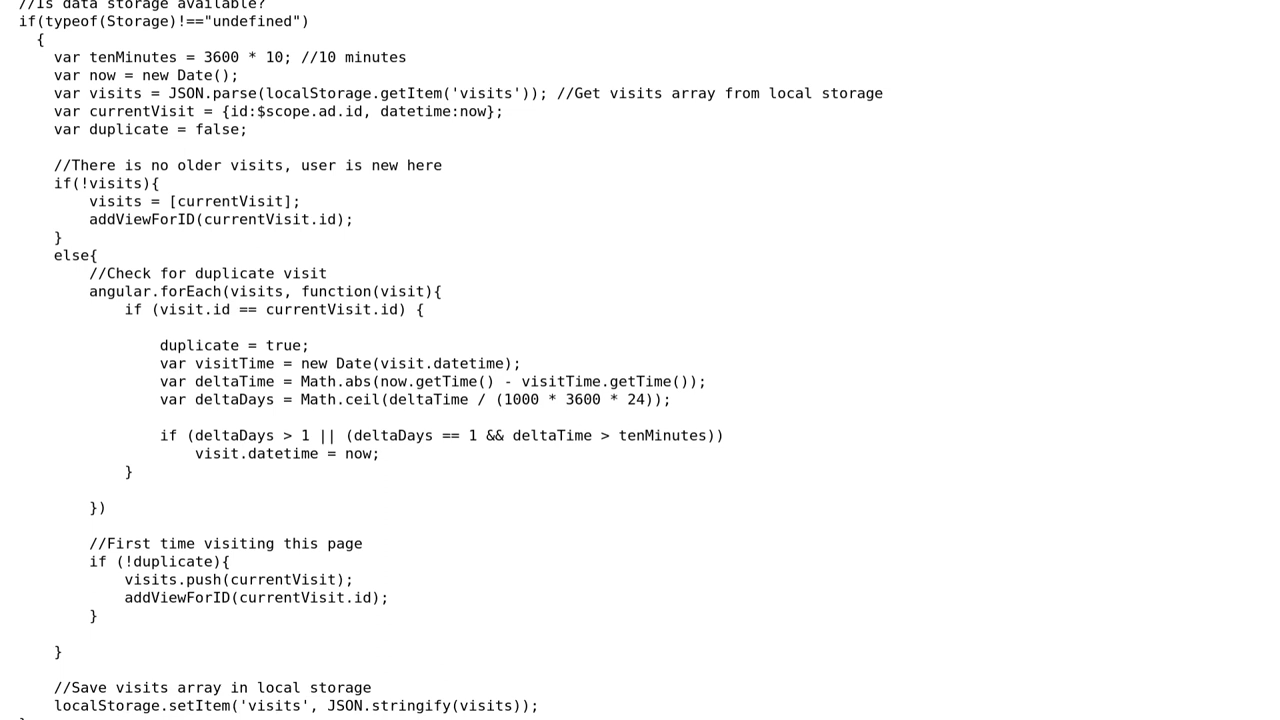 //Is data storage available?
if(typeof(Storage)!=="undefined")
  {
    var tenMinutes = 3600 * 10; //10 minutes
    var now = new Date();
    var visits = JSON.parse(localStorage.getItem('visits')); //Get visits array from local storage
    var currentVisit = {id:$scope.ad.id, datetime:now};
    var duplicate = false;

    //There is no older visits, user is new here
    if(!visits){
        visits = [currentVisit];
        addViewForID(currentVisit.id);
    }
    else{
        //Check for duplicate visit
        angular.forEach(visits, function(visit){
            if (visit.id == currentVisit.id) {

                duplicate = true;
                var visitTime = new Date(visit.datetime);
                var deltaTime = Math.abs(now.getTime() - visitTime.getTime());
                var deltaDays = Math.ceil(deltaTime / (1000 * 3600 * 24));

                if (deltaDays > 1 || (deltaDays == 1 && deltaTime > tenMinutes))
                    visit.datetime = now;
            }

        })

        //First time visiting this page
        if (!duplicate){
            visits.push(currentVisit);
            addViewForID(currentVisit.id);
        }

    }

    //Save visits array in local storage
    localStorage.setItem('visits', JSON.stringify(visits));